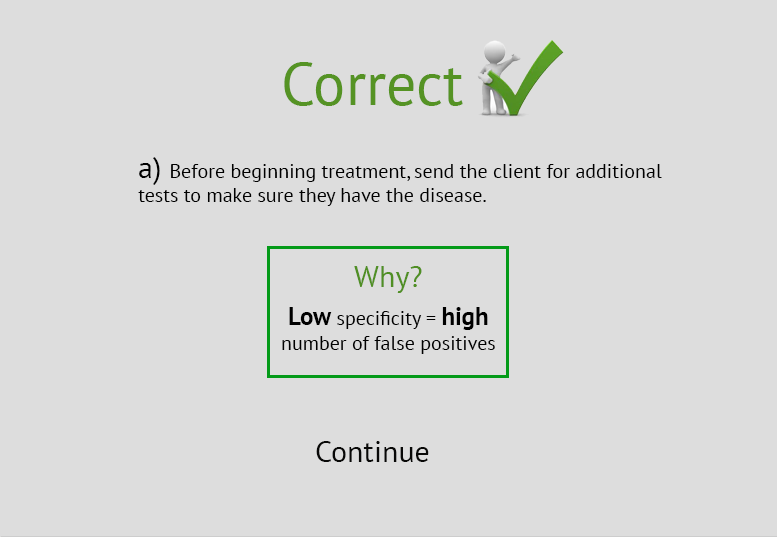 Correct
a) Before beginning treatment, send the client for additional
tests to make sure they have the disease.
Why?
Low specificity = high
number of false positives
Continue